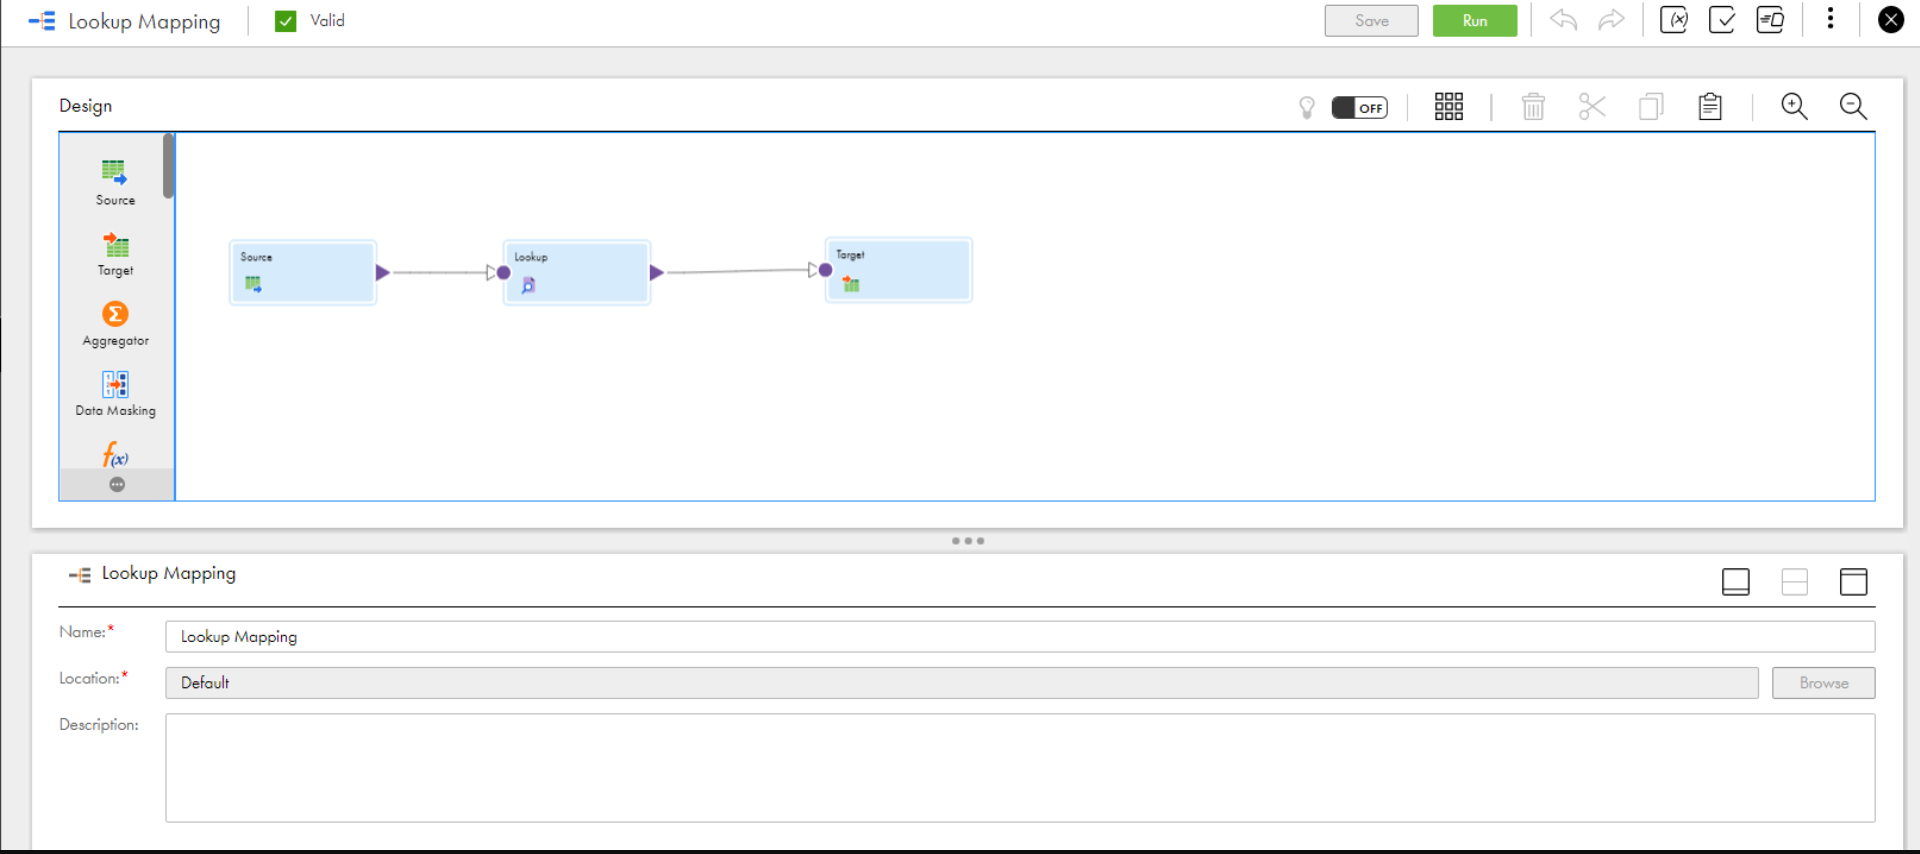 Lookup Mapping
Valid
Save
Run
Design
OFF
Source
Target
Aggregator
Data Masking
f(x)
Source
Lookup
Target
Lookup Mapping
Name:*
Lookup Mapping
Location:*
Default
Browse
Description: